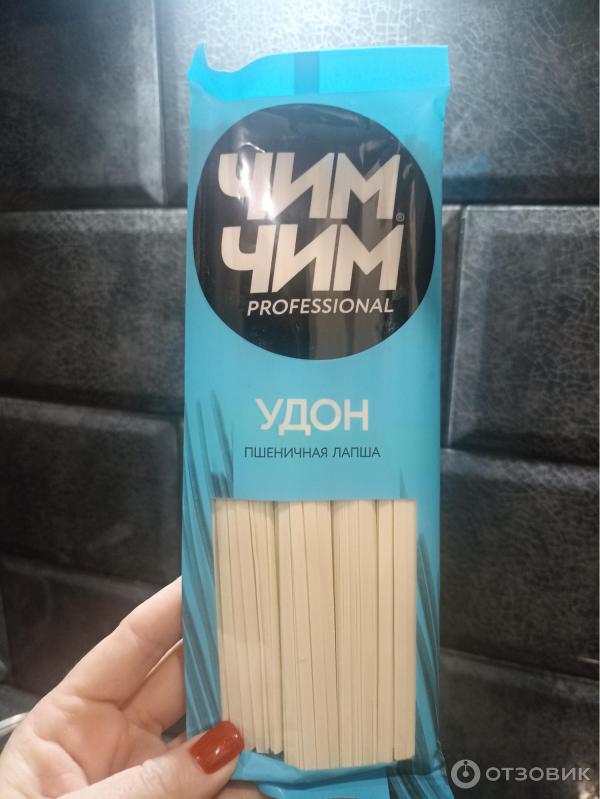 ЧИМ
ЧИМ®
PROFESSIONAL
УДОН
ПШЕНИЧНАЯ ЛАПША
ОТЗОВИК